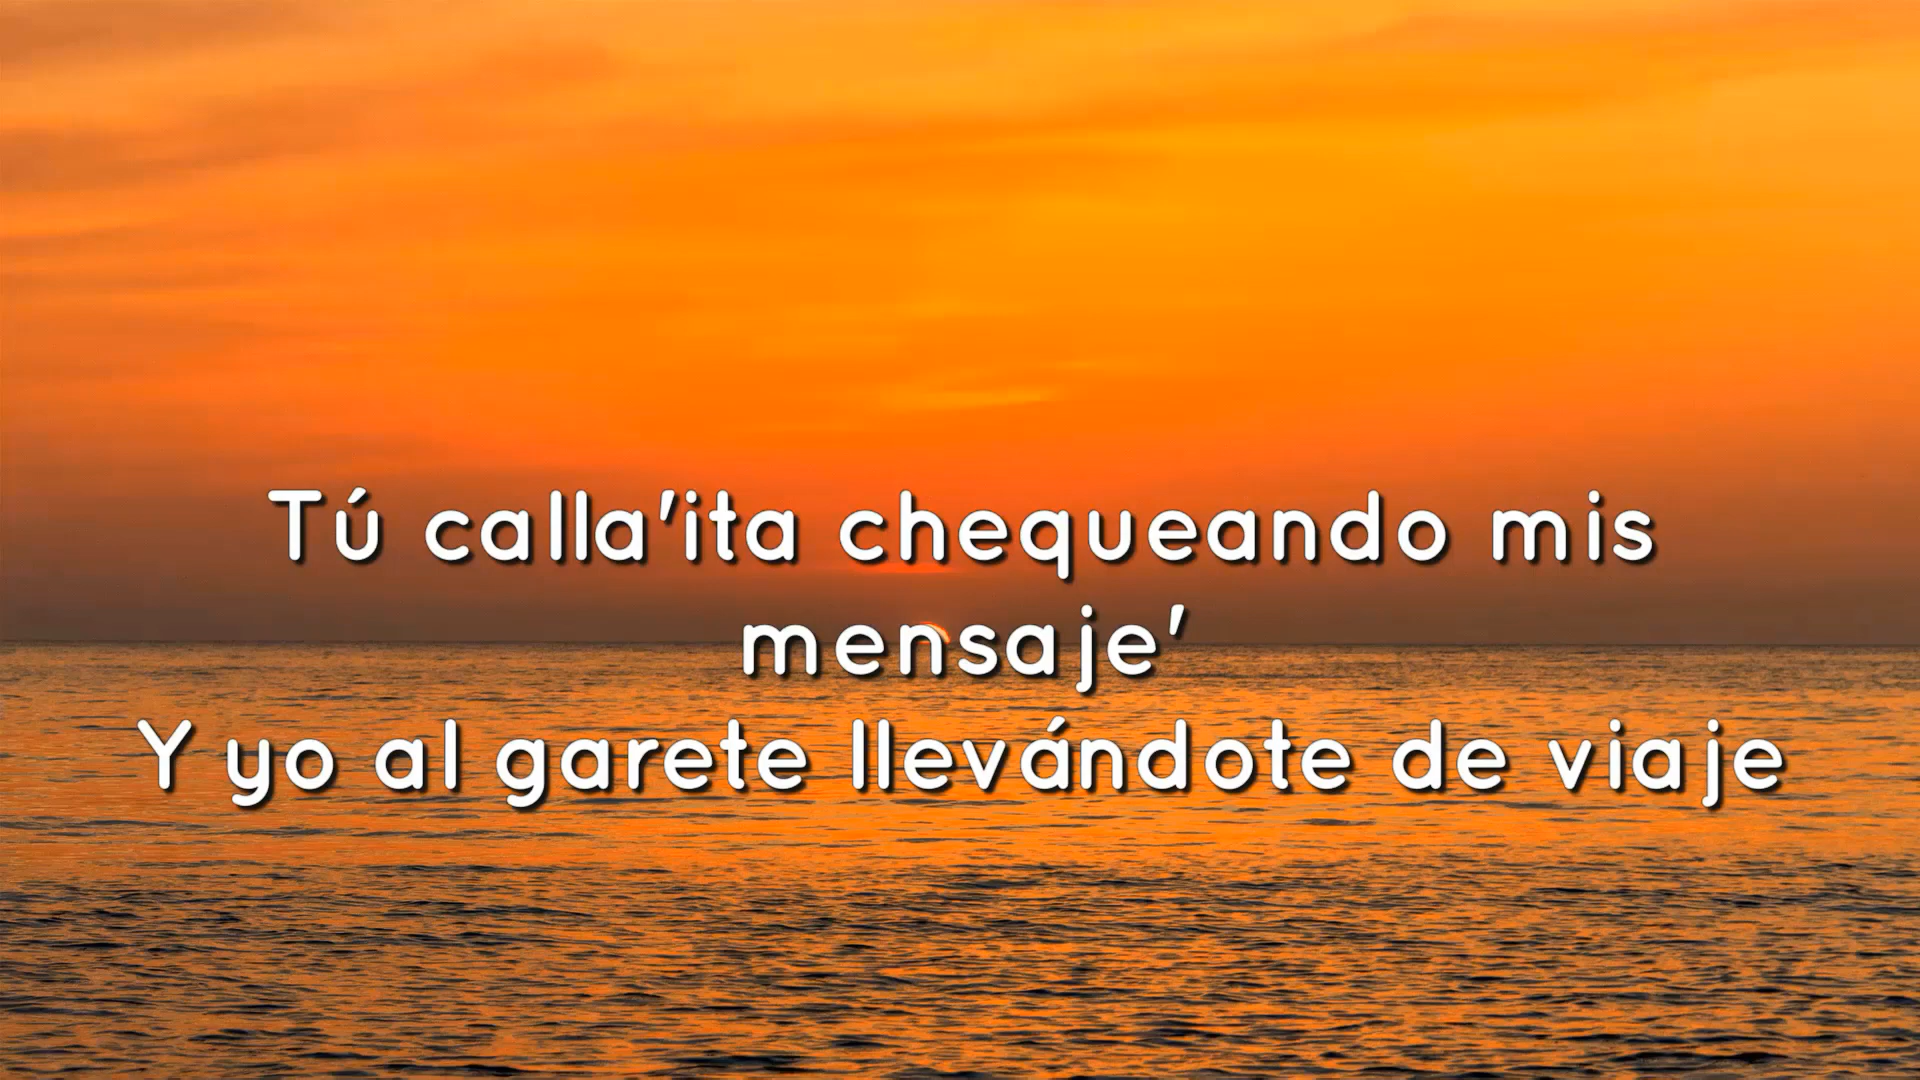 Tú calla'ita chequeando mis
mensaje'
Y yo al garete llevándote de viaje